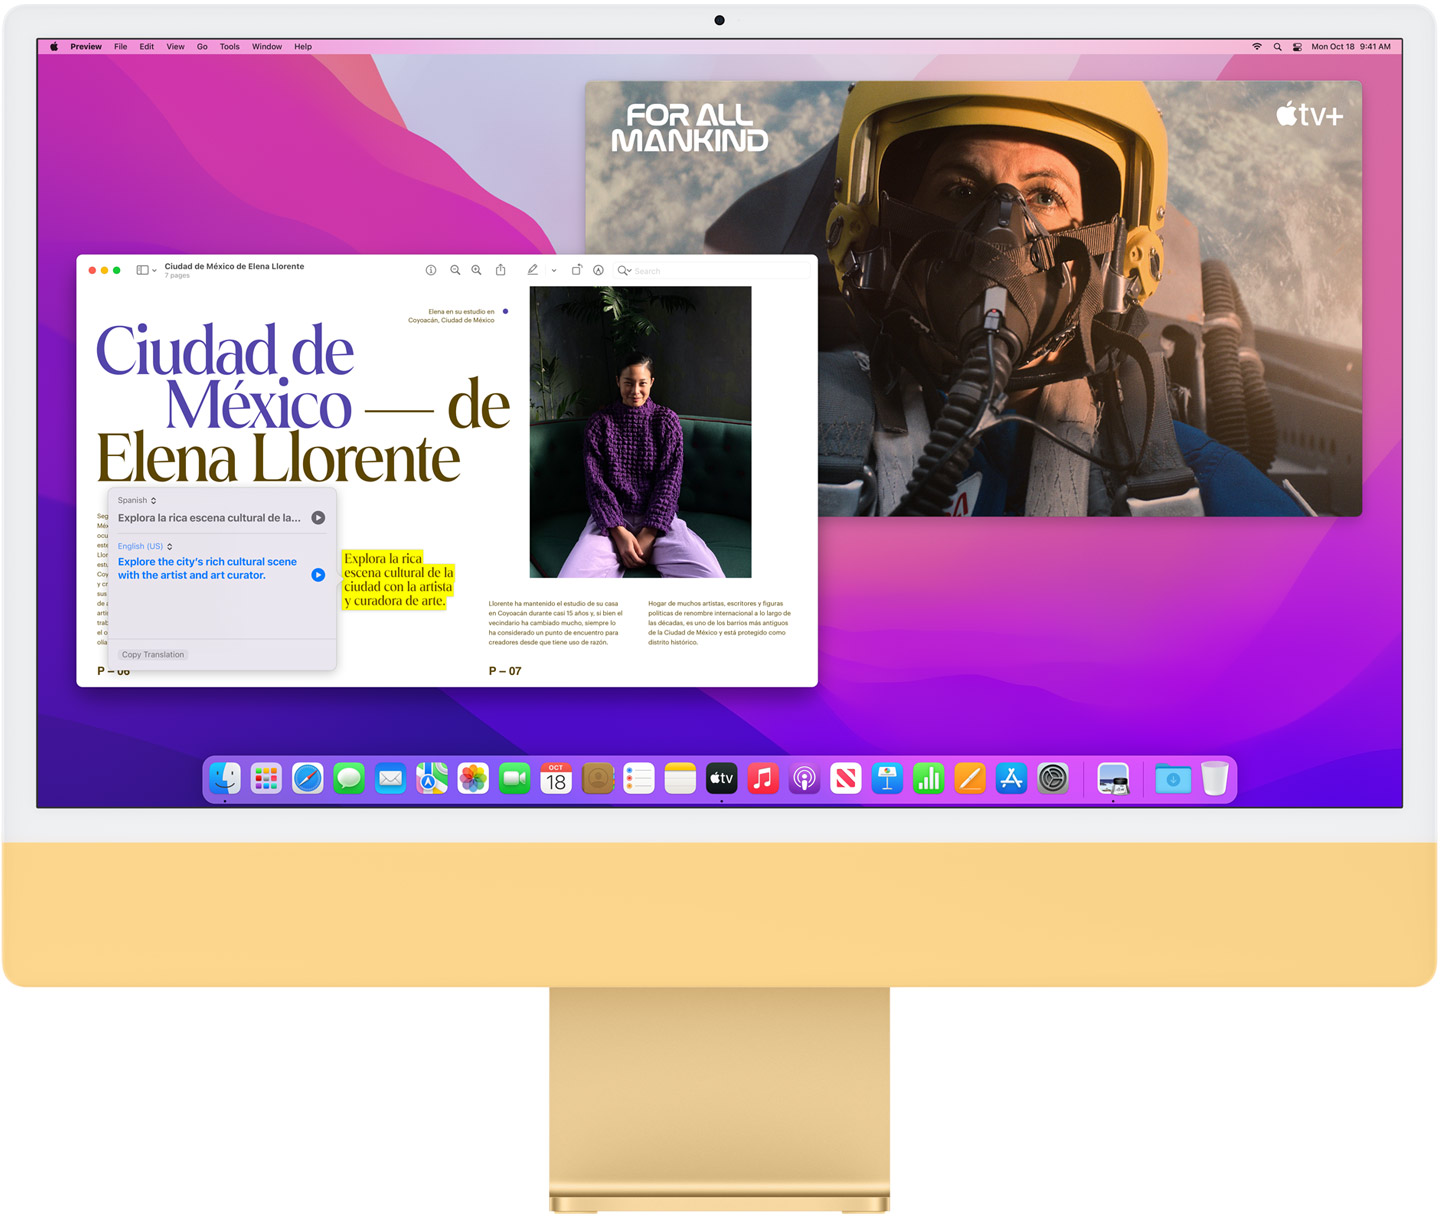 Preview File Edit View Go Tools Window Help
Mon Oct 18 9:41 AM
FOR ALL
MANKIND
tv+
Ciudad de México de Elena Llorente
7 pages
Search
Elena en su estudio en
Coyoacán, Ciudad de México
Ciudad de
México — de
Elena Llorente
Spanish
Explora la rica escena cultural de la...
English (US)
Explore the city's rich cultural scene
with the artist and art curator.
Copy Translation
Explora la rica
escena cultural de la
ciudad con la artista
y curadora de arte.
Llorente ha mantenido el estudio de su casa
en Coyoacán durante casi 15 años y, si bien el
vecindario ha cambiado mucho, siempre lo
ha considerado un punto de encuentro para
creadores desde que tiene uso de razón.
Hogar de muchos artistas, escritores y figuras
políticas de renombre internacional a lo largo de
las décadas, es uno de los barrios más antiguos
de la Ciudad de México y está protegido como
distrito histórico.
P – 06
P – 07
OCT
18
tv